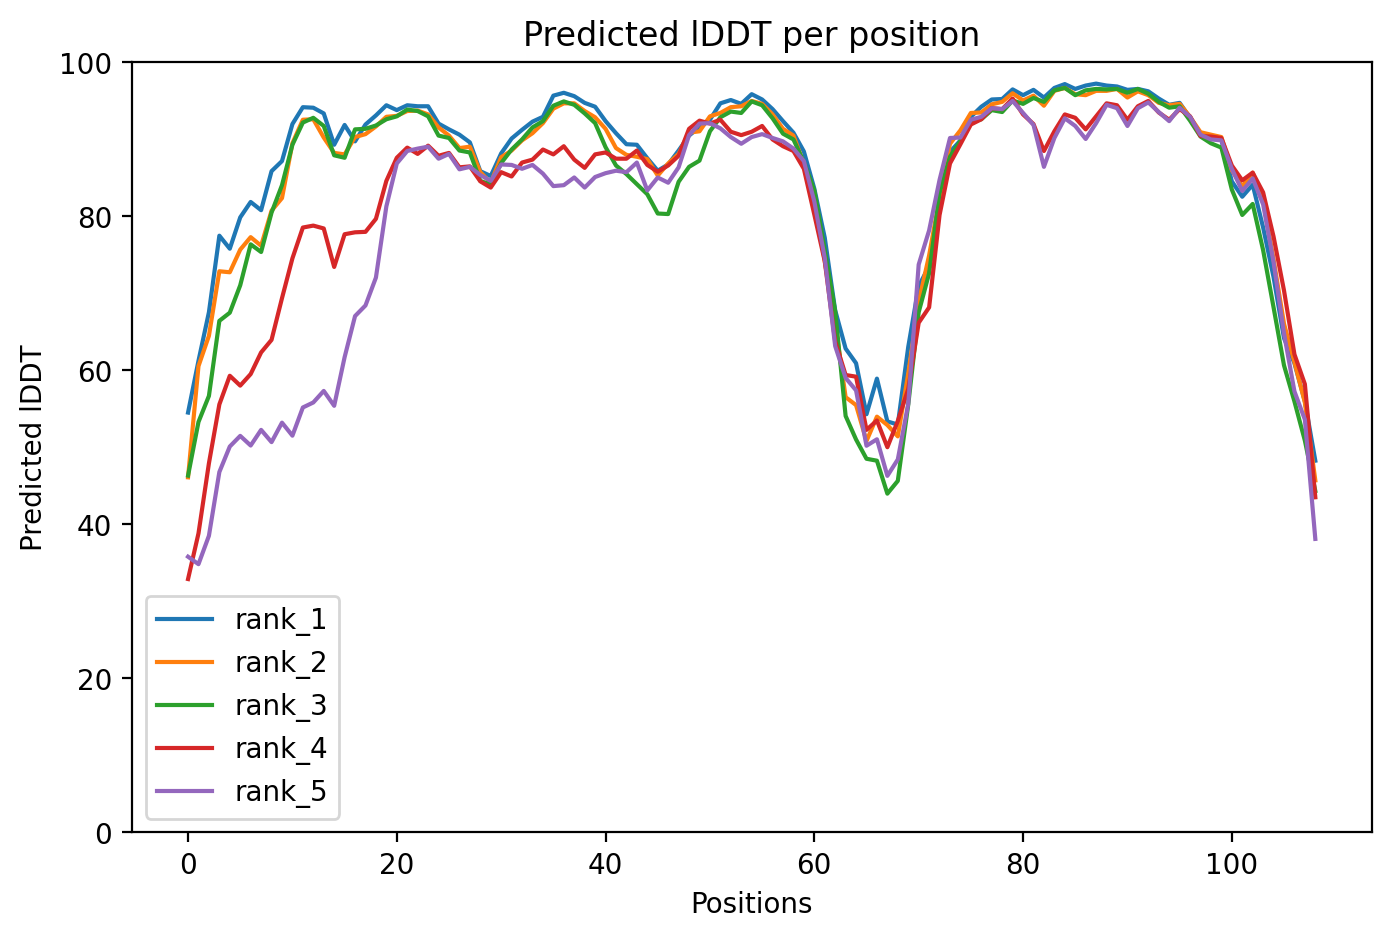 Predicted lDDT per position
100
80
60
40
20
0
Predicted lDDT
rank_1
rank_2
rank_3
rank_4
rank_5
0 20 40 60 80 100
Positions